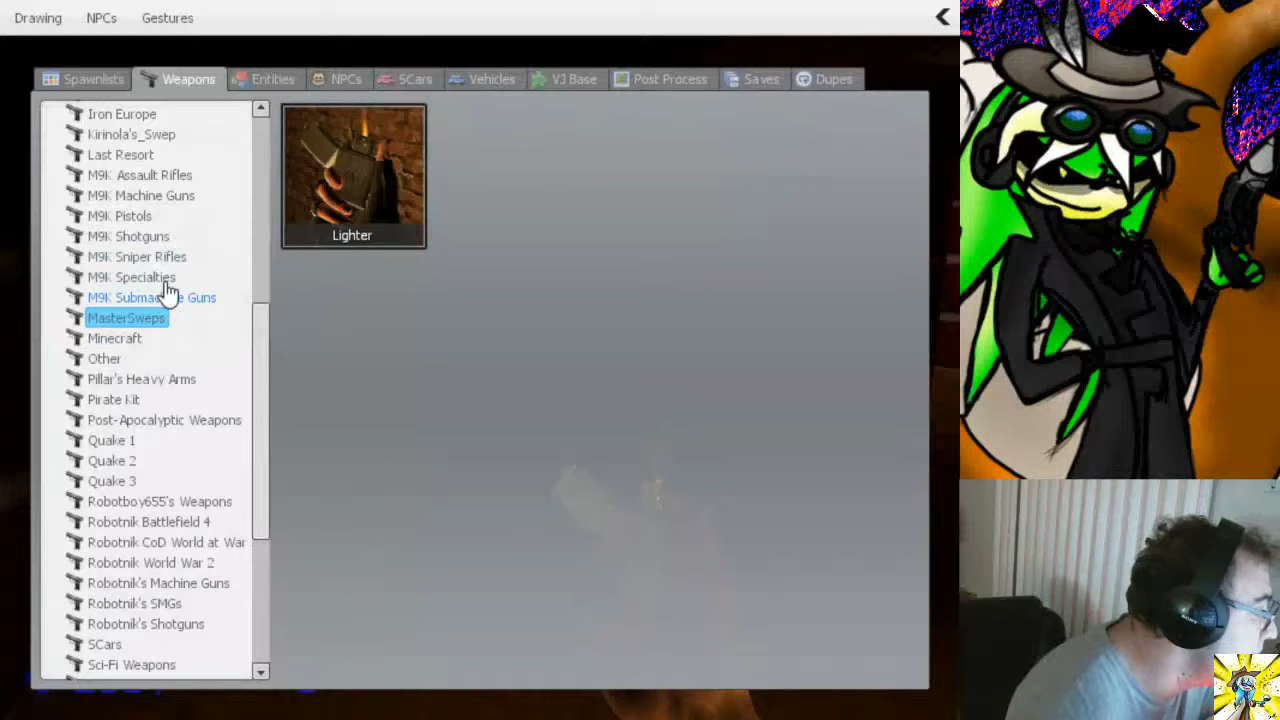 Drawing NPCs Gestures
Spawnlists Weapons Entities NPCs SCars Vehicles VJ Base Post Process Saves Dupes
Iron Europe
Kirinola's_Swep
Last Resort
M9K Assault Rifles
M9K Machine Guns
M9K Pistols
M9K Shotguns
M9K Sniper Rifles
M9K Specialties
M9K Submachine Guns
MasterSweps
Minecraft
Other
Pillar's Heavy Arms
Pirate Kit
Post-Apocalyptic Weapons
Quake 1
Quake 2
Quake 3
Robotboy655's Weapons
Robotnik Battlefield 4
Robotnik CoD World at War
Robotnik World War 2
Robotnik's Machine Guns
Robotnik's SMGs
Robotnik's Shotguns
SCars
Sci-Fi Weapons
Lighter